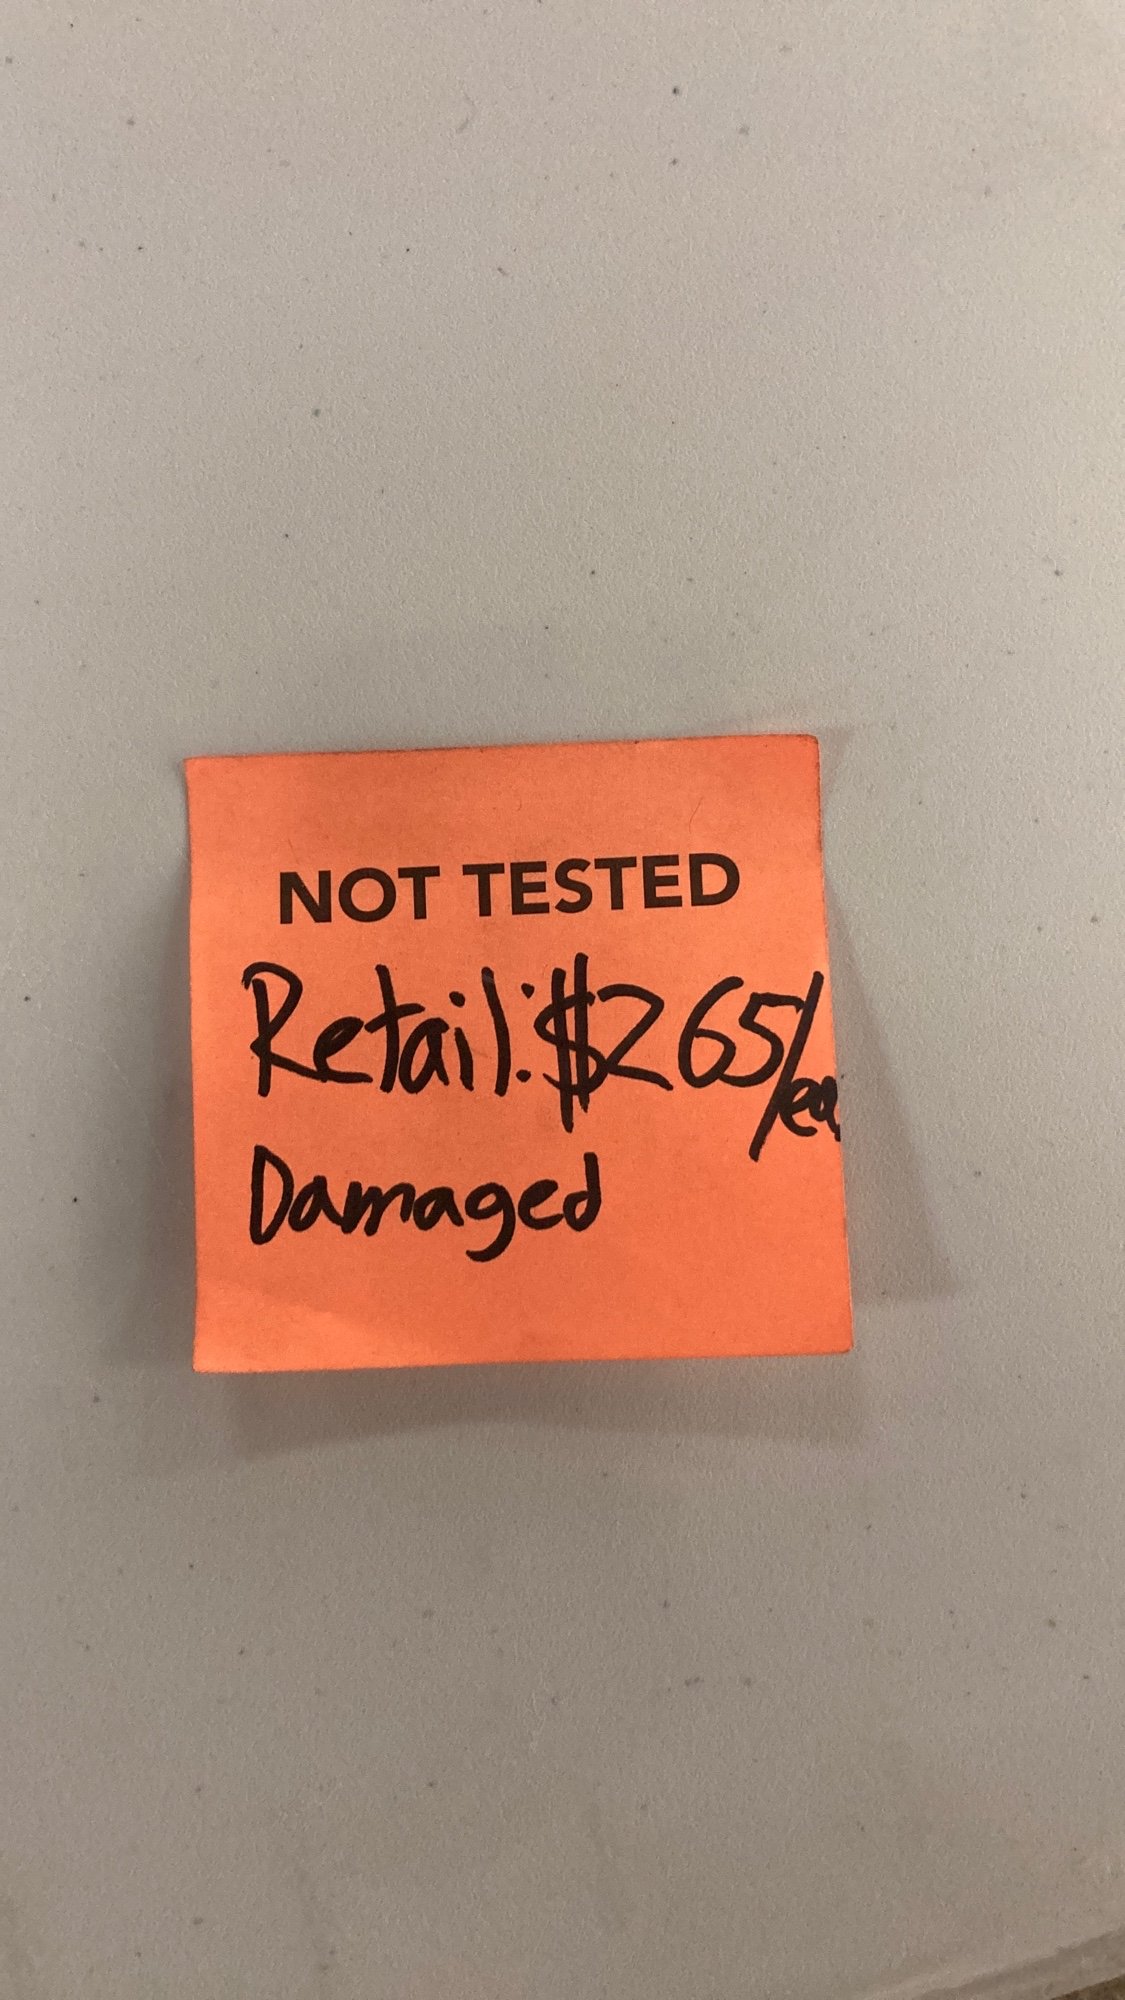 NOT TESTED
Retail: $265/ea.
Damaged